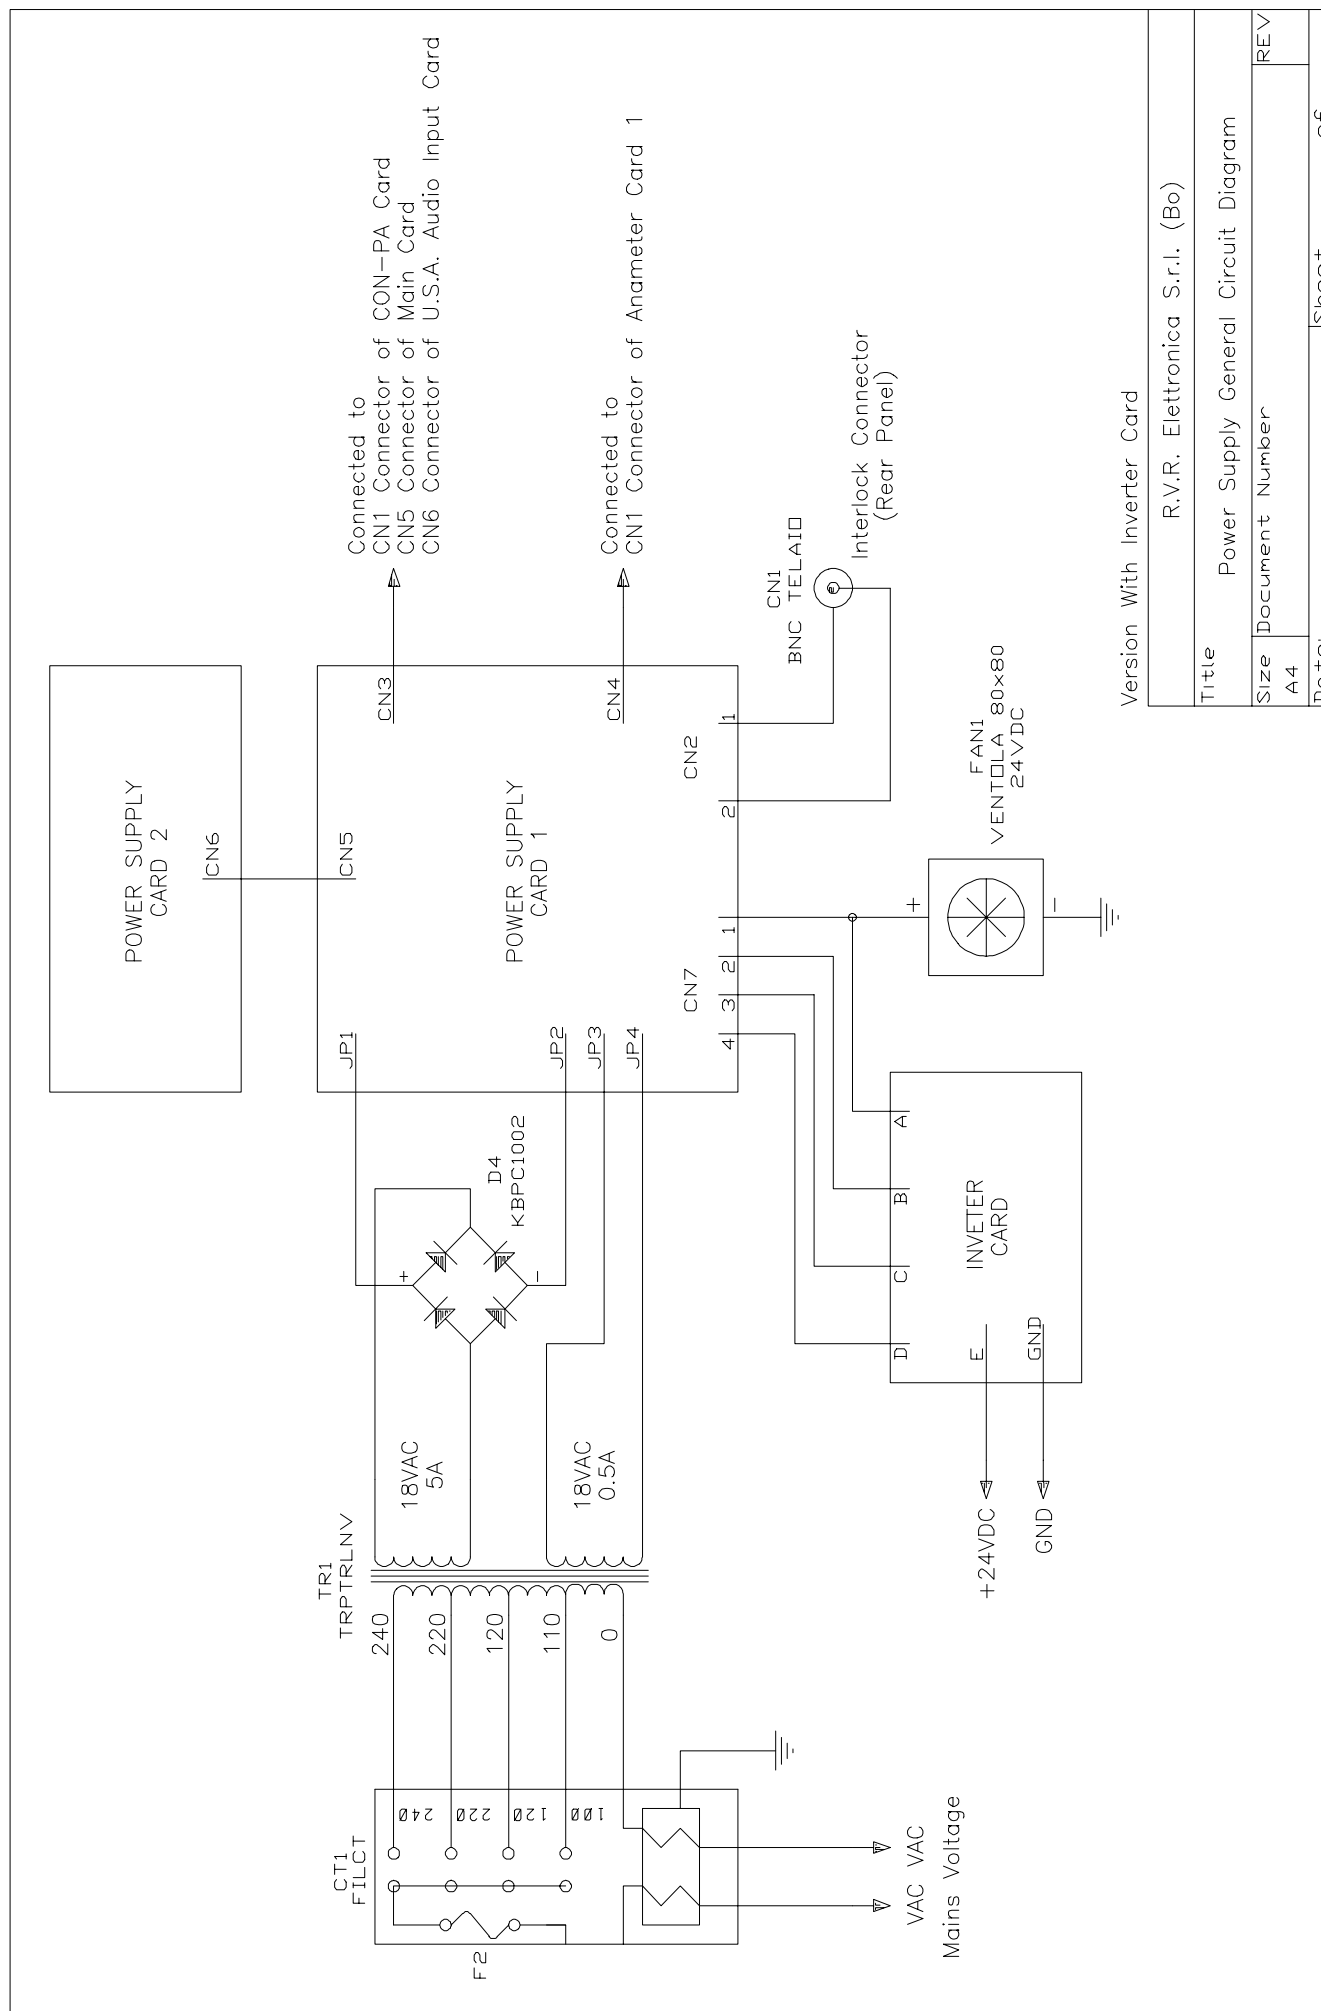 CT1
FILCT
240
220
120
100
F2
VAC VAC
Mains Voltage
TR1
TRPTRLNV
240
220
120
110
0
18VAC
5A
18VAC
0.5A
+
-
D4
KBPC1002
+24VDC
GND
INVETER
CARD
A
B
C
D
E
GND
POWER SUPPLY
CARD 2
CN6
CN5
POWER SUPPLY
CARD 1
JP1
JP2
JP3
JP4
CN3
CN4
CN7
4
3
2
1
CN2
2
1
Connected to
CN1 Connector of CON-PA Card
CN5 Connector of Main Card
CN6 Connector of U.S.A. Audio Input Card
Connected to
CN1 Connector of Anameter Card 1
CN1
BNC TELAIO
Interlock Connector
(Rear Panel)
FAN1
VENTOLA 80x80
24VDC
+
-
Version With Inverter Card
R.V.R. Elettronica S.r.l. (Bo)
Title
Power Supply General Circuit Diagram
Size
Document Number
REV
A4